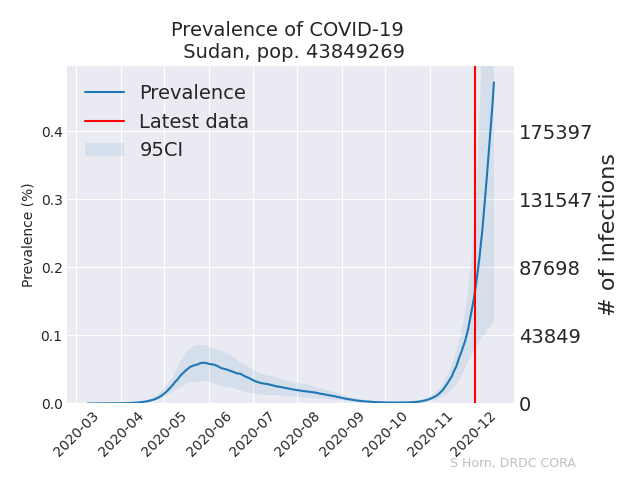 Prevalence of COVID-19
Sudan, pop. 43849269
Prevalence
Latest data
95CI
Prevalence (%)
0.4
0.3
0.2
0.1
0.0
175397
131547
87698
43849
0
# of infections
2020-03
2020-04
2020-05
2020-06
2020-07
2020-08
2020-09
2020-10
2020-11
2020-12
S Horn, DRDC CORA